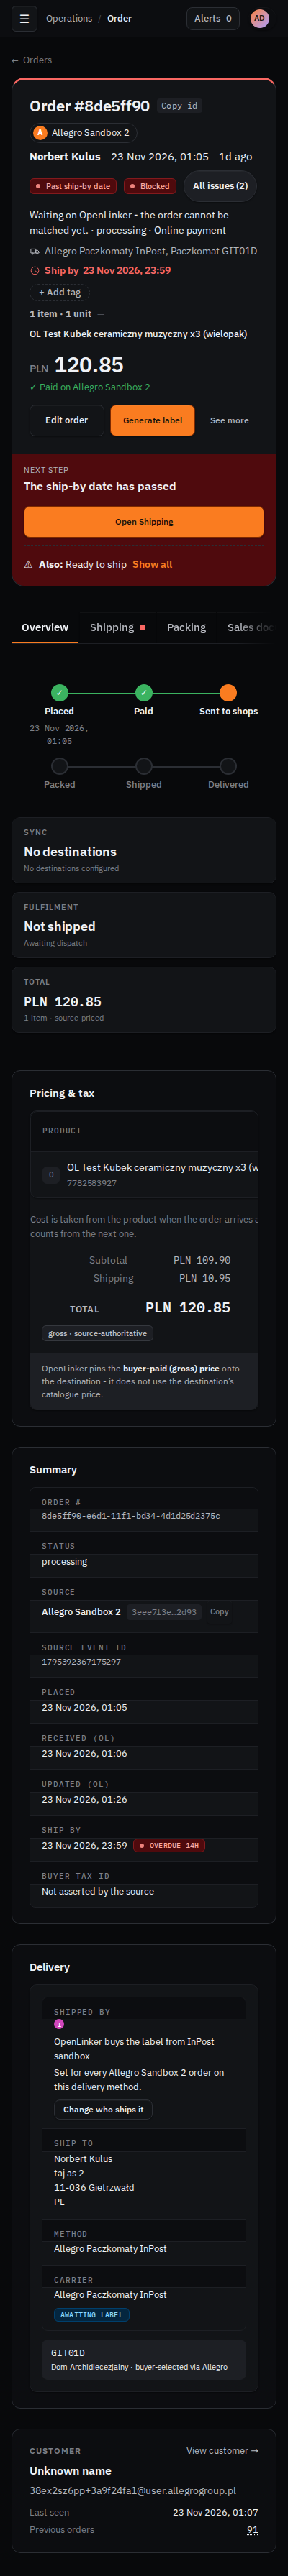 Operations / Order
Alerts 0
AD
← Orders
Order #8de5ff90 Copy id
A Allegro Sandbox 2
Norbert Kulus 23 Nov 2026, 01:05 1d ago
Past ship-by date Blocked All issues (2)
Waiting on OpenLinker - the order cannot be
matched yet. · processing · Online payment
Allegro Paczkomaty InPost, Paczkomat GIT01D
Ship by 23 Nov 2026, 23:59
+ Add tag
1 item · 1 unit —
OL Test Kubek ceramiczny muzyczny x3 (wielopak)
PLN 120.85
✓ Paid on Allegro Sandbox 2
Edit order Generate label See more
NEXT STEP
The ship-by date has passed
Open Shipping
⚠ Also: Ready to ship Show all
Overview Shipping Packing Sales doc
✓ ✓
Placed Paid Sent to shops
23 Nov 2026,
01:05
Packed Shipped Delivered
SYNC
No destinations
No destinations configured
FULFILMENT
Not shipped
Awaiting dispatch
TOTAL
PLN 120.85
1 item · source-priced
Pricing & tax
PRODUCT
O OL Test Kubek ceramiczny muzyczny x3 (w
7782583927
Cost is taken from the product when the order arrives a
counts from the next one.
Subtotal PLN 109.90
Shipping PLN 10.95
TOTAL PLN 120.85
gross · source-authoritative
OpenLinker pins the buyer-paid (gross) price onto
the destination - it does not use the destination's
catalogue price.
Summary
ORDER #
8de5ff90-e6d1-11f1-bd34-4d1d25d2375c
STATUS
processing
SOURCE
Allegro Sandbox 2 3eee7f3e…2d93 Copy
SOURCE EVENT ID
1795392367175297
PLACED
23 Nov 2026, 01:05
RECEIVED (OL)
23 Nov 2026, 01:06
UPDATED (OL)
23 Nov 2026, 01:26
SHIP BY
23 Nov 2026, 23:59 OVERDUE 14H
BUYER TAX ID
Not asserted by the source
Delivery
SHIPPED BY
I
OpenLinker buys the label from InPost
sandbox
Set for every Allegro Sandbox 2 order on
this delivery method.
Change who ships it
SHIP TO
Norbert Kulus
taj as 2
11-036 Gietrzwałd
PL
METHOD
Allegro Paczkomaty InPost
CARRIER
Allegro Paczkomaty InPost
AWAITING LABEL
GIT01D
Dom Archidiecezjalny · buyer-selected via Allegro
CUSTOMER View customer →
Unknown name
38ex2sz6pp+3a9f24fa1@user.allegrogroup.pl
Last seen 23 Nov 2026, 01:07
Previous orders 91